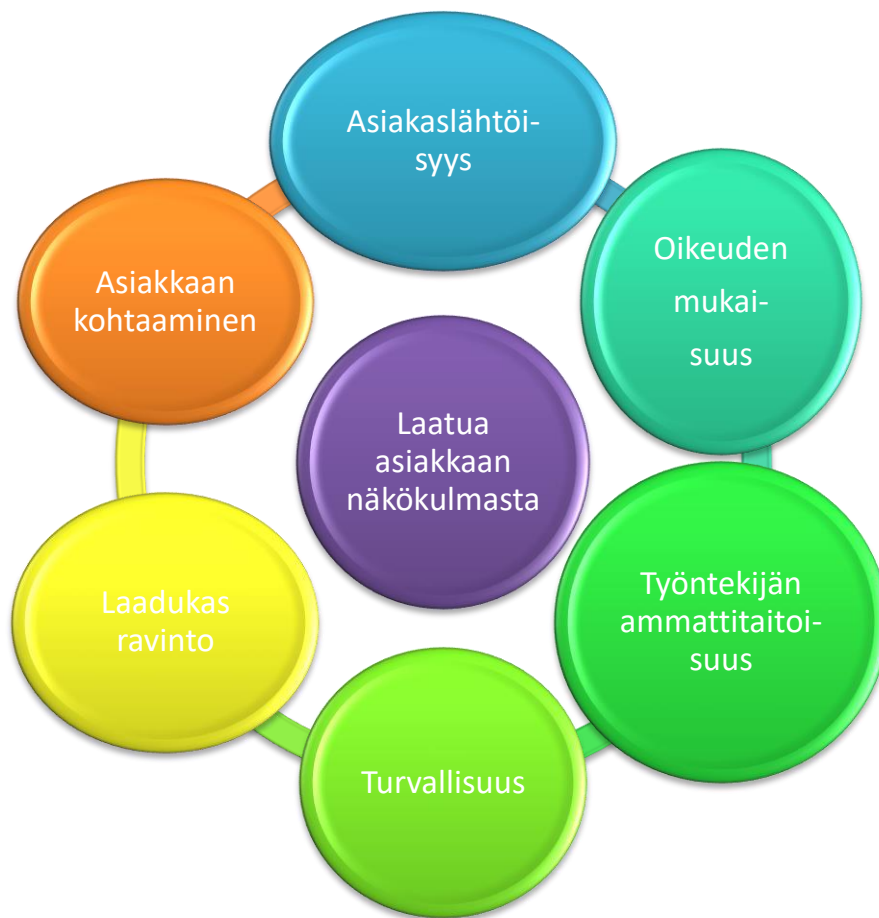 Asiakaslähtöi-
syys
Oikeuden
mukai-
suus
Työntekijän
ammattitaitoi-
suus
Turvallisuus
Laadukas
ravinto
Asiakkaan
kohtaaminen
Laatua
asiakkaan
näkökulmasta